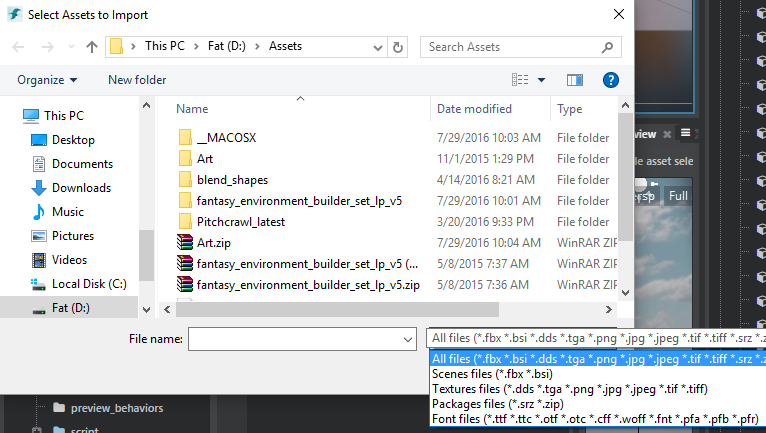 Select Assets to Import
This PC > Fat (D:) > Assets
Search Assets
Organize
New folder
Name
Date modified
Type
This PC
Desktop
Documents
Downloads
Music
Pictures
Videos
Local Disk (C:)
Fat (D:)
__MACOSX 7/29/2016 10:03 AM File folder
Art 11/1/2015 1:29 PM File folder
blend_shapes 4/14/2016 8:21 AM File folder
fantasy_environment_builder_set_lp_v5 7/29/2016 10:01 AM File folder
Pitchcrawl_latest 3/20/2016 9:33 PM File folder
Art.zip 7/29/2016 10:04 AM WinRAR ZIP
fantasy_environment_builder_set_lp_v5 (... 5/8/2015 7:37 AM WinRAR ZIP
fantasy_environment_builder_set_lp_v5.zip 5/8/2015 7:36 AM WinRAR ZIP
File name:
All files (*.fbx *.bsi *.dds *.tga *.png *.jpg *.jpeg *.tif *.tiff *.srz *.z
All files (*.fbx *.bsi *.dds *.tga *.png *.jpg *.jpeg *.tif *.tiff *.srz *.z
Scenes files (*.fbx *.bsi)
Textures files (*.dds *.tga *.png *.jpg *.jpeg *.tif *.tiff)
Packages files (*.srz *.zip)
Font files (*.ttf *.ttc *.otf *.otc *.cff *.woff *.fnt *.pfa *.pfb *.pfr)
view
le asset sele
ersp
Full
preview_behaviors
script